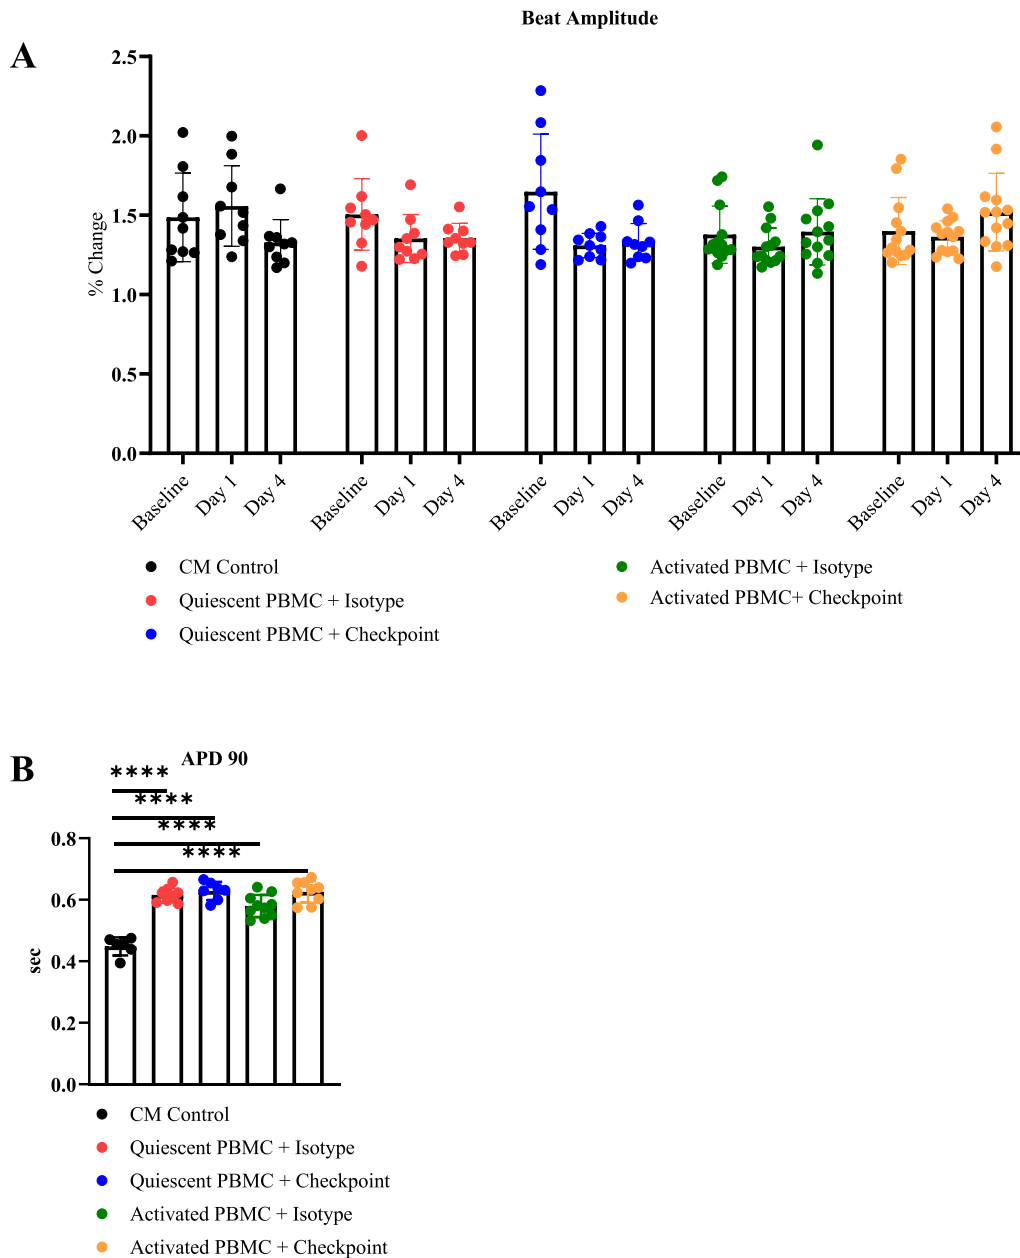 Beat Amplitude
A
% Change
2.5
2.0
1.5
1.0
0.5
0.0
Baseline Day 1 Day 4 Baseline Day 1 Day 4 Baseline Day 1 Day 4 Baseline Day 1 Day 4 Baseline Day 1 Day 4
CM Control
Quiescent PBMC + Isotype
Quiescent PBMC + Checkpoint
Activated PBMC + Isotype
Activated PBMC+ Checkpoint
B
APD 90
****
****
****
****
sec
0.8
0.6
0.4
0.2
0.0
CM Control
Quiescent PBMC + Isotype
Quiescent PBMC + Checkpoint
Activated PBMC + Isotype
Activated PBMC + Checkpoint